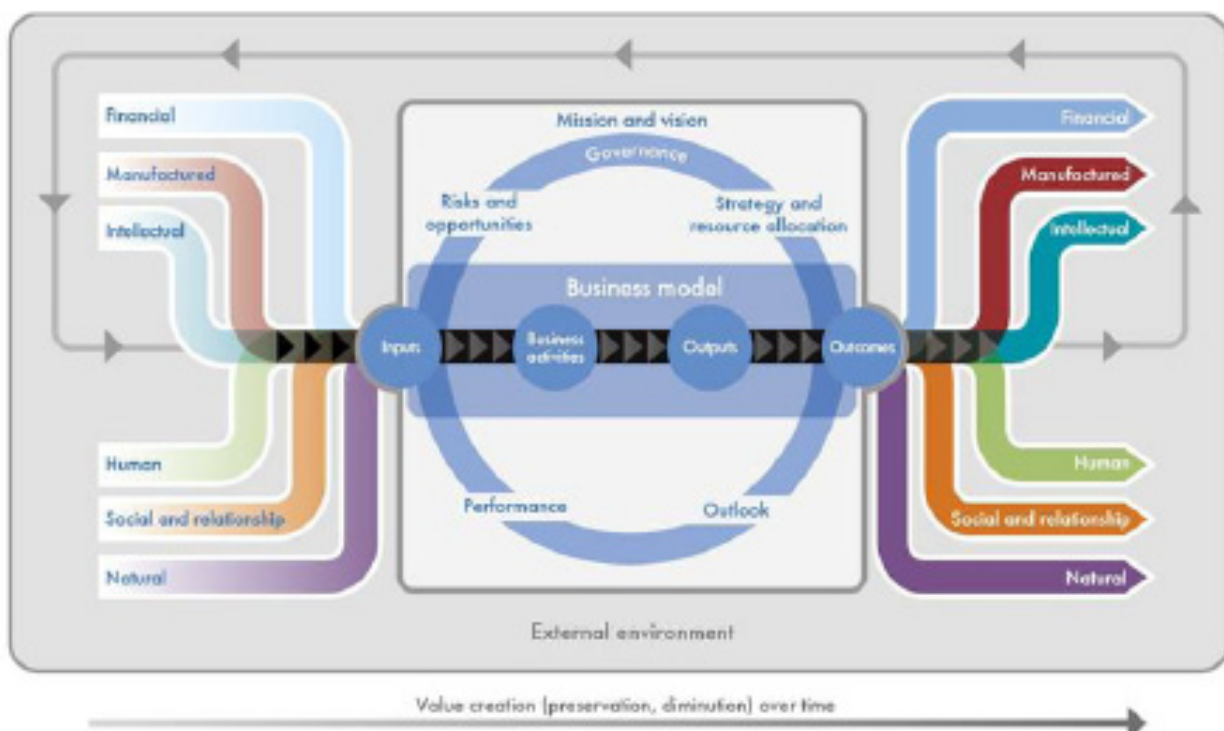 Financial
Manufactured
Intellectual
Human
Social and relationship
Natural
Mission and vision
Governance
Risks and
opportunities
Strategy and
resource allocation
Business model
Inputs
Business
activities
Outputs
Outcomes
Performance
Outlook
Financial
Manufactured
Intellectual
Human
Social and relationship
Natural
External environment
Value creation (preservation, diminution) over time